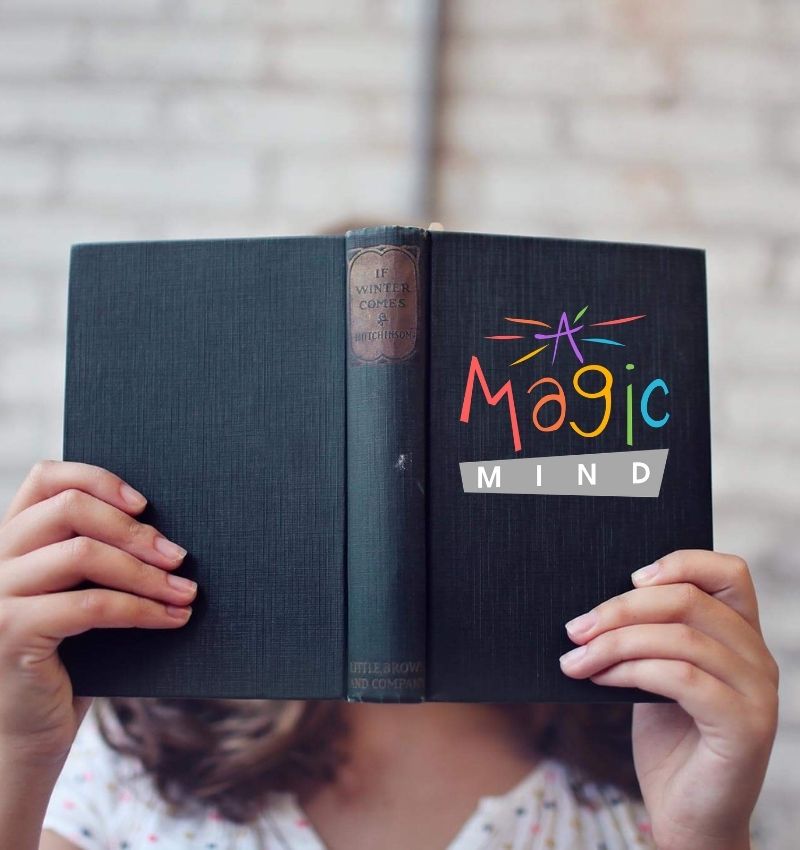 IF
WINTER
COMES
&
HUTCHINSON
LITTLE, BROWN
AND COMPANY
A
Magic
MIND